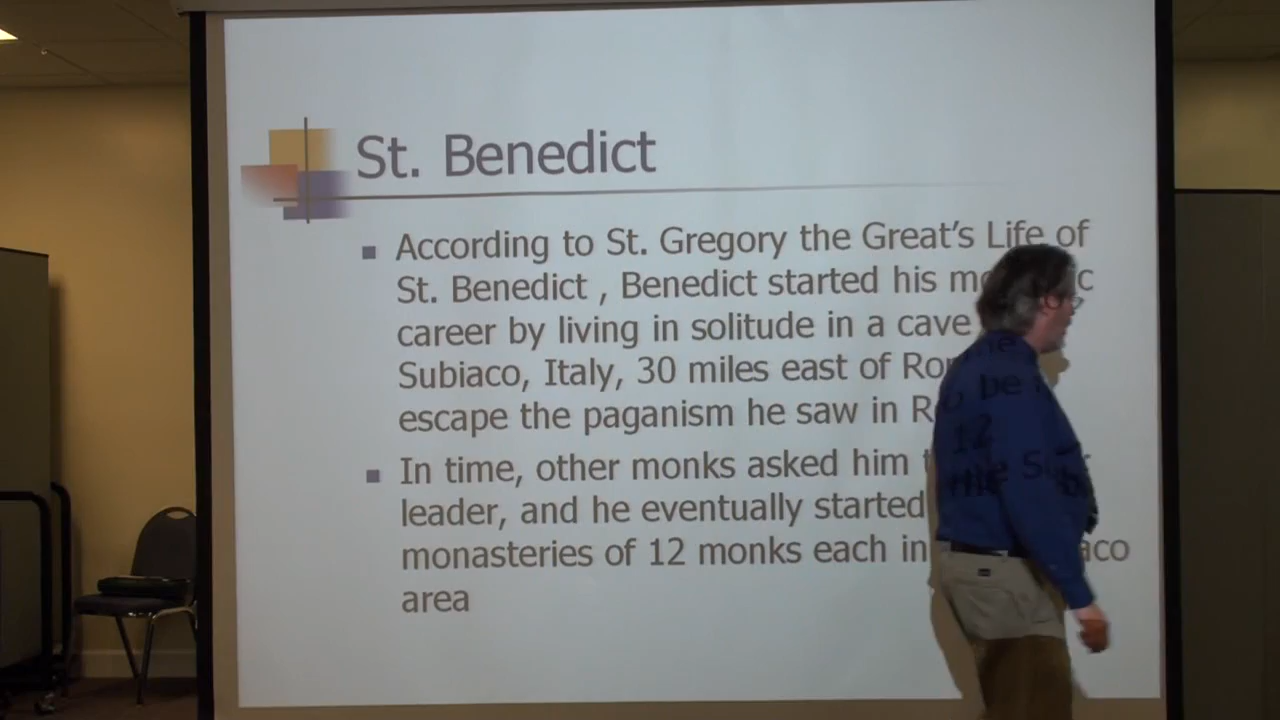 St. Benedict
According to St. Gregory the Great's Life of
St. Benedict , Benedict started his
career by living in solitude in a cave
Subiaco, Italy, 30 miles east of
escape the paganism he saw in
In time, other monks asked him
leader, and he eventually started 12
monasteries of 12 monks each in the
area